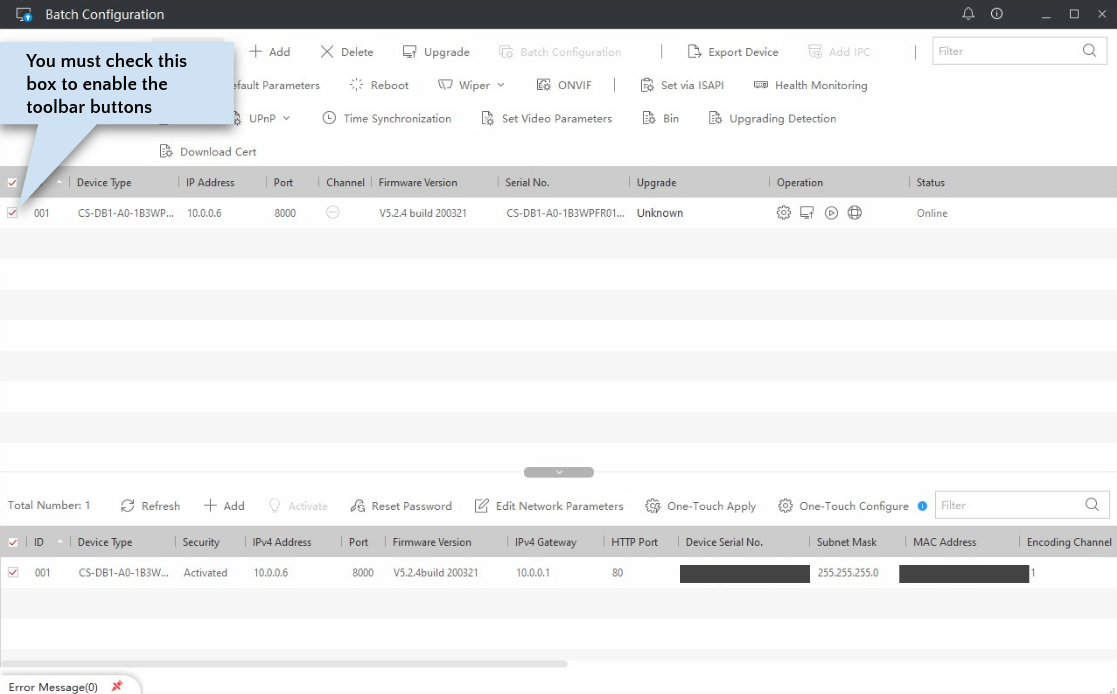 Batch Configuration
You must check this
box to enable the
toolbar buttons
Add Delete Upgrade Batch Configuration Export Device Add IPC Filter
efault Parameters Reboot Wiper ONVIF Set via ISAPI Health Monitoring
UPnP Time Synchronization Set Video Parameters Bin Upgrading Detection
Download Cert
Device Type IP Address Port Channel Firmware Version Serial No. Upgrade Operation Status
001 CS-DB1-A0-1B3WP... 10.0.0.6 8000 V5.2.4 build 200321 CS-DB1-A0-1B3WPFR01... Unknown Online
Total Number: 1 Refresh Add Activate Reset Password Edit Network Parameters One-Touch Apply One-Touch Configure Filter
ID Device Type Security IPv4 Address Port Firmware Version IPv4 Gateway HTTP Port Device Serial No. Subnet Mask MAC Address Encoding Channel
001 CS-DB1-A0-1B3W... Activated 10.0.0.6 8000 V5.2.4build 200321 10.0.0.1 80 255.255.255.0 1
Error Message(0)